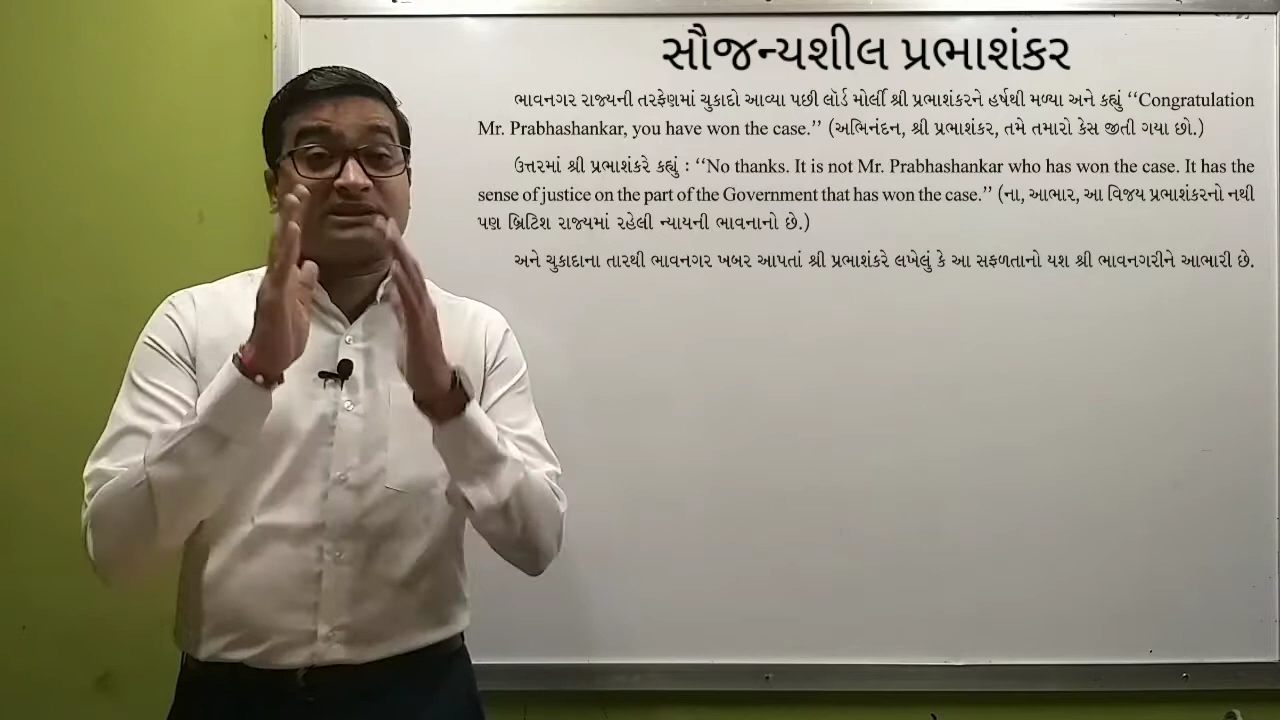 સૌજન્યશીલ પ્રભાશંકર
ભાવનગર રાજ્યની તરફેણમાં ચુકાદો આવ્યા પછી લૉર્ડ મોર્લી શ્રી પ્રભાશંકરને હર્ષથી મળ્યા અને કહ્યું ‘‘Congratulation
Mr. Prabhashankar, you have won the case.’’ (અભિનંદન, શ્રી પ્રભાશંકર, તમે તમારો કેસ જીતી ગયા છો.)
ઉત્તરમાં શ્રી પ્રભાશંકરે કહ્યું : ‘‘No thanks. It is not Mr. Prabhashankar who has won the case. It has the
sense of justice on the part of the Government that has won the case.’’ (ના, આભાર, આ વિજય પ્રભાશંકરનો નથી
પણ બ્રિટિશ રાજ્યમાં રહેલી ન્યાયની ભાવનાનો છે.)
અને ચુકાદાના તારથી ભાવનગર ખબર આપતાં શ્રી પ્રભાશંકરે લખેલું કે આ સફળતાનો યશ શ્રી ભાવનગરીને આભારી છે.